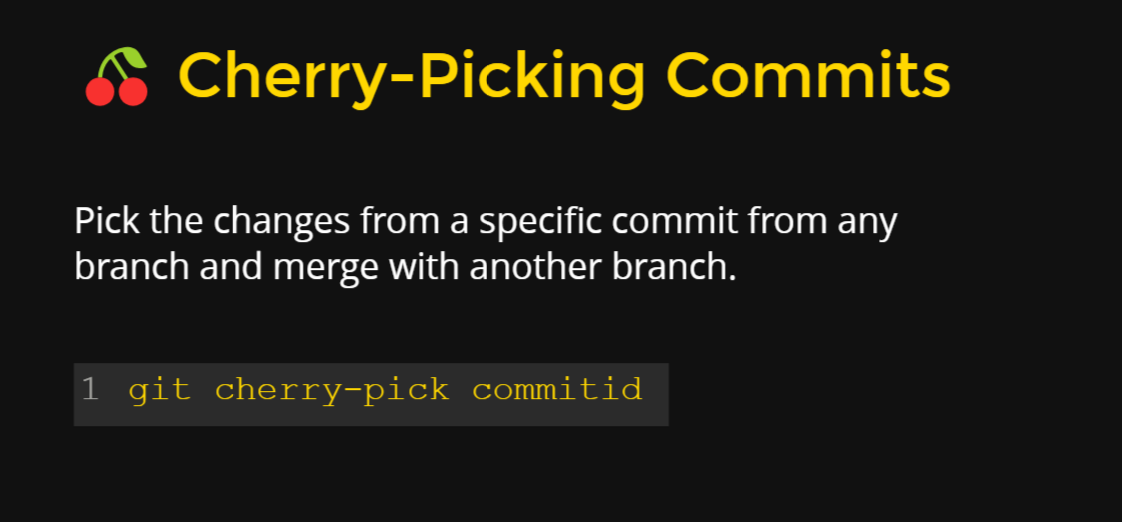 Cherry-Picking Commits
Pick the changes from a specific commit from any
branch and merge with another branch.
1 git cherry-pick commitid